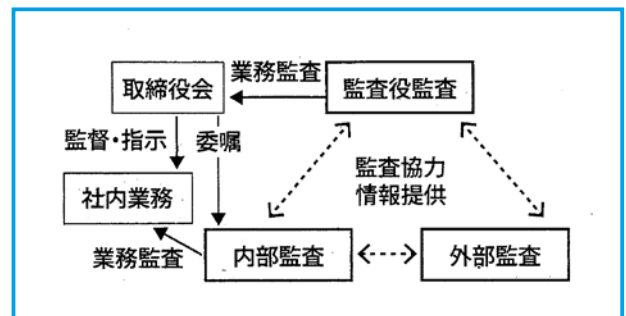 業務監査
取締役会
監査役監査
監督・指示
委嘱
監査協力
情報提供
社内業務
業務監査
内部監査
外部監査